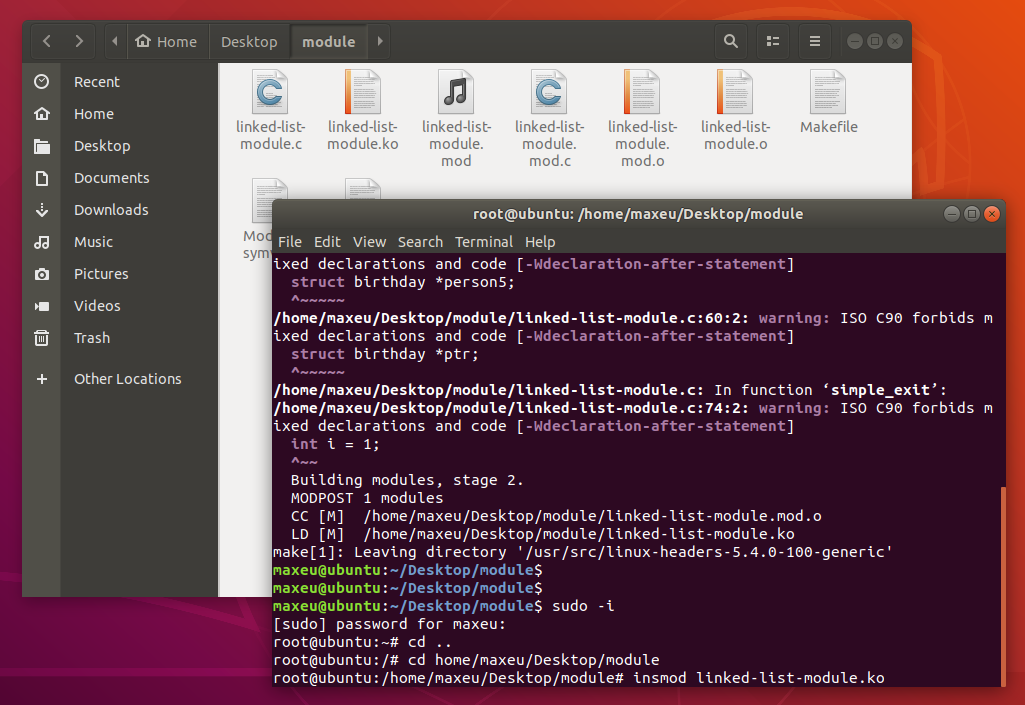 Home
Desktop
module
Recent
Home
Desktop
Documents
Downloads
Music
Pictures
Videos
Trash
Other Locations
linked-list-
module.c
linked-list-
module.ko
linked-list-
module.
mod
linked-list-
module.
mod.c
linked-list-
module.
mod.o
linked-list-
module.o
Makefile
root@ubuntu: /home/maxeu/Desktop/module
File Edit View Search Terminal Help
ixed declarations and code [-Wdeclaration-after-statement]
  struct birthday *person5;
  ^~~~~~
/home/maxeu/Desktop/module/linked-list-module.c:60:2: warning: ISO C90 forbids m
ixed declarations and code [-Wdeclaration-after-statement]
  struct birthday *ptr;
  ^~~~~~
/home/maxeu/Desktop/module/linked-list-module.c: In function ‘simple_exit’:
/home/maxeu/Desktop/module/linked-list-module.c:74:2: warning: ISO C90 forbids m
ixed declarations and code [-Wdeclaration-after-statement]
  int i = 1;
  ^~~
  Building modules, stage 2.
  MODPOST 1 modules
  CC [M]  /home/maxeu/Desktop/module/linked-list-module.mod.o
  LD [M]  /home/maxeu/Desktop/module/linked-list-module.ko
make[1]: Leaving directory '/usr/src/linux-headers-5.4.0-100-generic'
maxeu@ubuntu:~/Desktop/module$
maxeu@ubuntu:~/Desktop/module$
maxeu@ubuntu:~/Desktop/module$ sudo -i
[sudo] password for maxeu:
root@ubuntu:~# cd ..
root@ubuntu:/# cd home/maxeu/Desktop/module
root@ubuntu:/home/maxeu/Desktop/module# insmod linked-list-module.ko